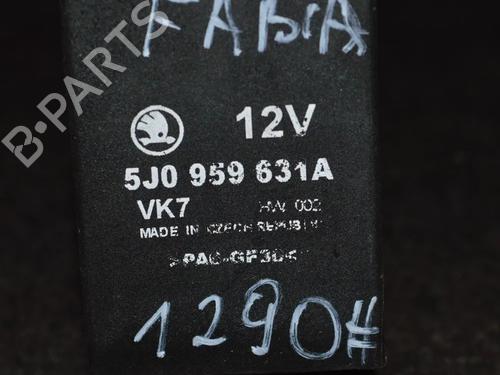 FABIA
B-PARTS
12V
5J0 959 631A
VK7 HW 002
MADE IN CZECH REPUBLIC
>PA6-GF30<
1290#